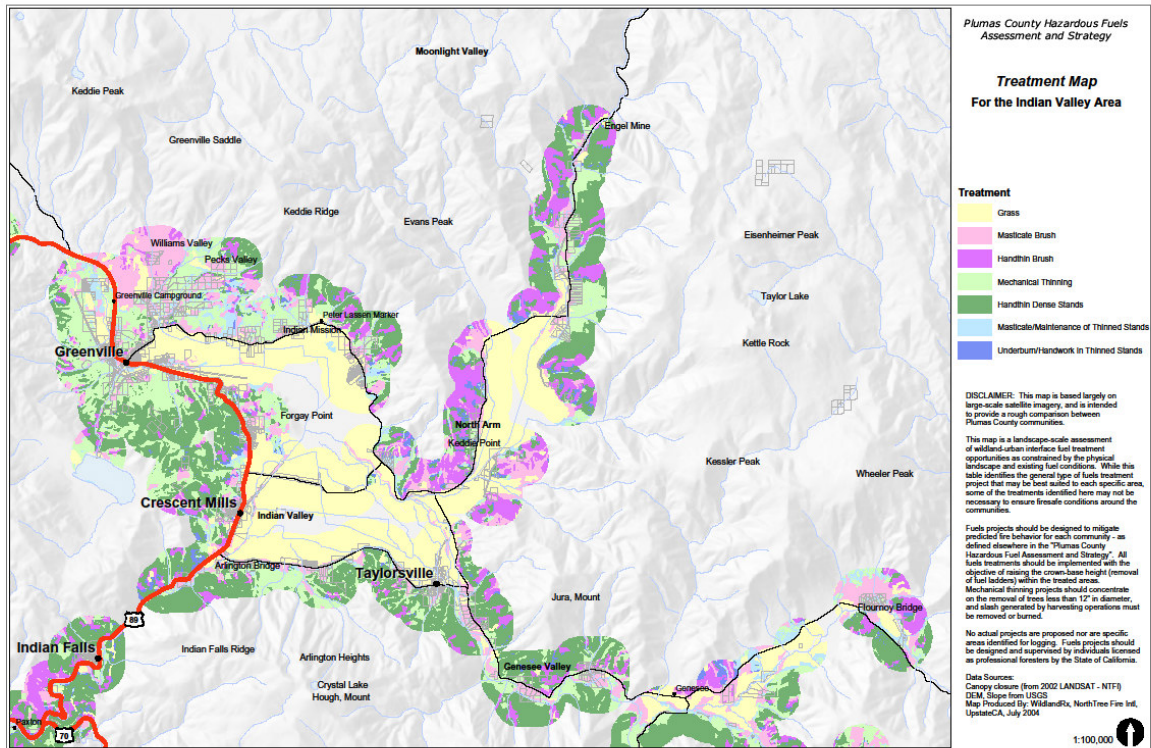 Plumas County Hazardous Fuels
Assessment and Strategy
Treatment Map
For the Indian Valley Area
Treatment
Grass
Masticate Brush
Handthin Brush
Mechanical Thinning
Handthin Dense Stands
Masticate/Maintenance of Thinned Stands
Underburn/Handwork in Thinned Stands
DISCLAIMER: This map is based largely on
large-scale satellite imagery, and is intended
to provide a rough comparison between
Plumas County communities.
This map is a landscape-scale assessment
of wildland-urban interface fuel treatment
opportunities as constrained by the physical
landscape and existing fuel conditions. While this
table identifies the general type of fuels treatment
project that may be best suited to each specific area,
some of the treatments identified here may not be
necessary to ensure firesafe conditions around the
communities.
Fuels projects should be designed to mitigate
predicted fire behavior for each community - as
defined elsewhere in the "Plumas County
Hazardous Fuel Assessment and Strategy". All
fuels treatments should be implemented with the
objective of raising the crown-base height (removal
of fuel ladders) within the treated areas.
Mechanical thinning projects should concentrate
on the removal of trees less than 12" in diameter,
and slash generated by harvesting operations must
be removed or burned.
No actual projects are proposed nor are specific
areas identified for logging. Fuels projects should
be designed and supervised by individuals licensed
as professional foresters by the State of California.
Data Sources:
Canopy closure (from 2002 LANDSAT - NTFI)
DEM, Slope from USGS
Map Produced By: WildlandRx, NorthTree Fire Intl,
UpstateCA, July 2004
1:100,000
Moonlight Valley
Keddie Peak
Engel Mine
Greenville Saddle
Keddie Ridge
Evans Peak
Eisenheimer Peak
Williams Valley
Pecks Valley
Greenville Campground
Taylor Lake
Peter Lassen Marker
Indian Mission
Kettle Rock
Greenville
Forgay Point
North Arm
Keddie Point
Kessler Peak
Wheeler Peak
Crescent Mills
Indian Valley
Arlington Bridge
Taylorsville
Jura, Mount
Flournoy Bridge
89
Indian Falls
Indian Falls Ridge
Arlington Heights
Genesee Valley
Crystal Lake
Hough, Mount
Genesee
Paxton
70